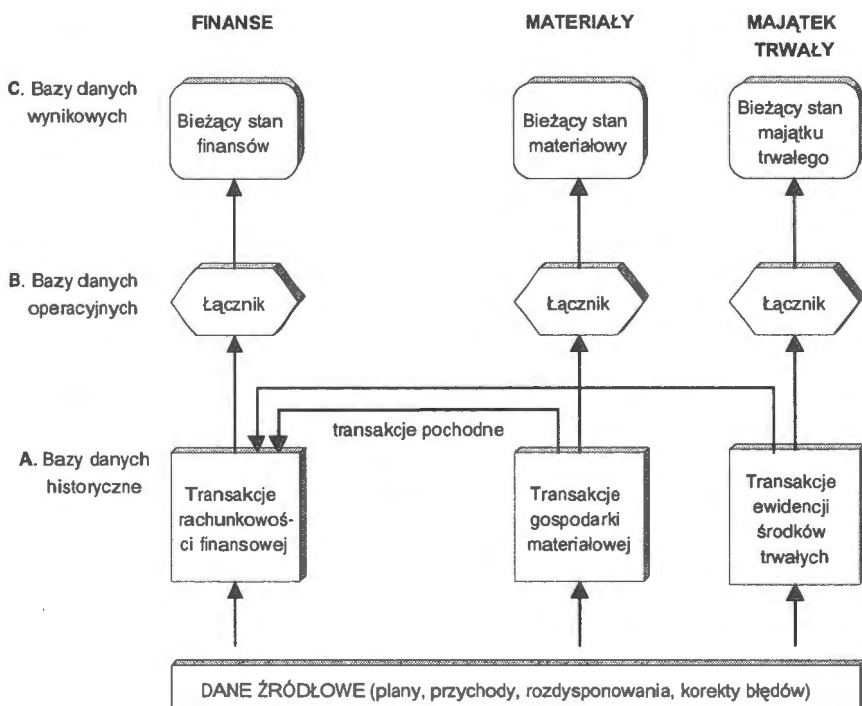 FINANSE
MATERIAŁY
MAJĄTEK
TRWAŁY
C. Bazy danych
wynikowych
Bieżący stan
finansów
Bieżący stan
materiałowy
Bieżący stan
majątku
trwałego
B. Bazy danych
operacyjnych
Łącznik
Łącznik
Łącznik
transakcje pochodne
A. Bazy danych
historyczne
Transakcje
rachunkowoś-
ci finansowej
Transakcje
gospodarki
materiałowej
Transakcje
ewidencji
środków
trwałych
DANE ŹRÓDŁOWE (plany, przychody, rozdysponowania, korekty błędów)